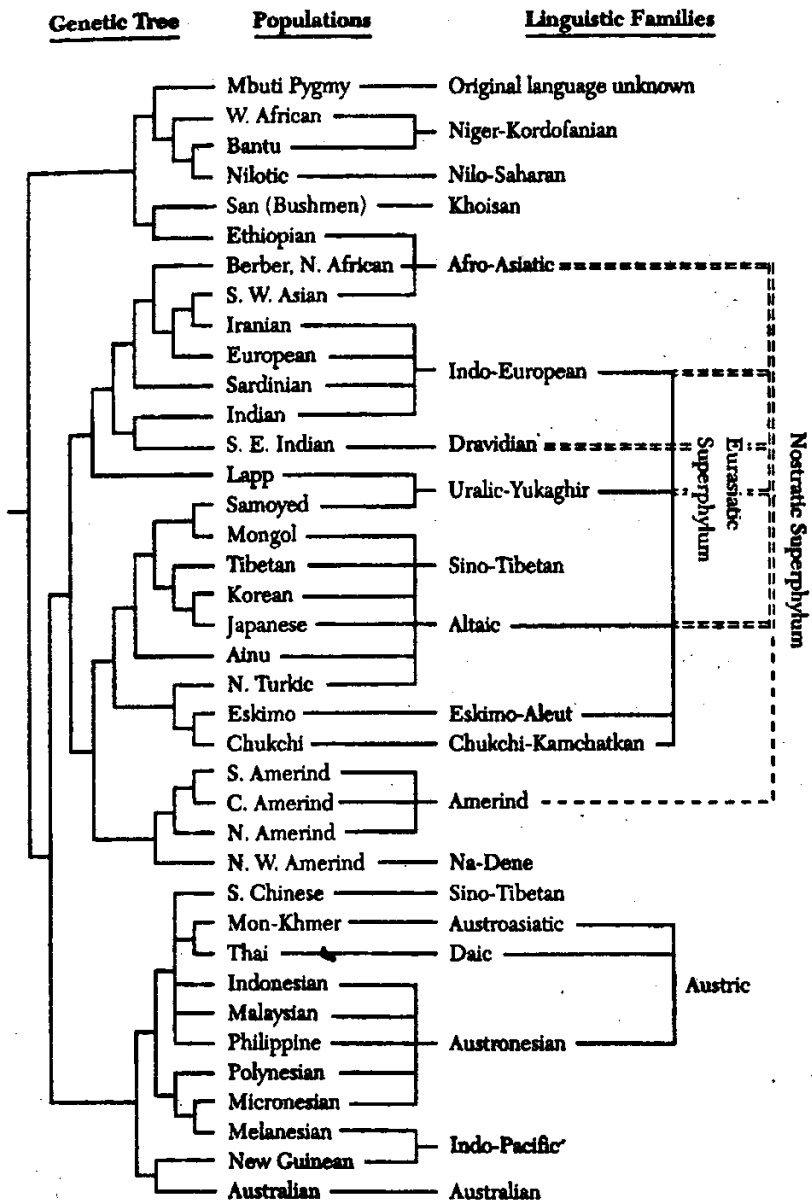 Genetic Tree Populations Linguistic Families
Mbuti Pygmy Original language unknown
W. African
Niger-Kordofanian
Bantu
Nilotic Nilo-Saharan
San (Bushmen) Khoisan
Ethiopian
Berber, N. African Afro-Asiatic
S. W. Asian
Iranian
European
Indo-European
Sardinian
Indian
S. E. Indian Dravidian
Lapp
Uralic-Yukaghir
Samoyed
Mongol
Tibetan Sino-Tibetan
Korean
Japanese Altaic
Ainu
N. Turkic
Eskimo Eskimo-Aleut
Chukchi Chukchi-Kamchatkan
S. Amerind
C. Amerind Amerind
N. Amerind
N. W. Amerind Na-Dene
S. Chinese Sino-Tibetan
Mon-Khmer Austroasiatic
Thai Daic
Indonesian
Austric
Malaysian
Philippine Austronesian
Polynesian
Micronesian
Melanesian
Indo-Pacific
New Guinean
Australian Australian
Eurasiatic
Superphylum
Nostratic Superphylum